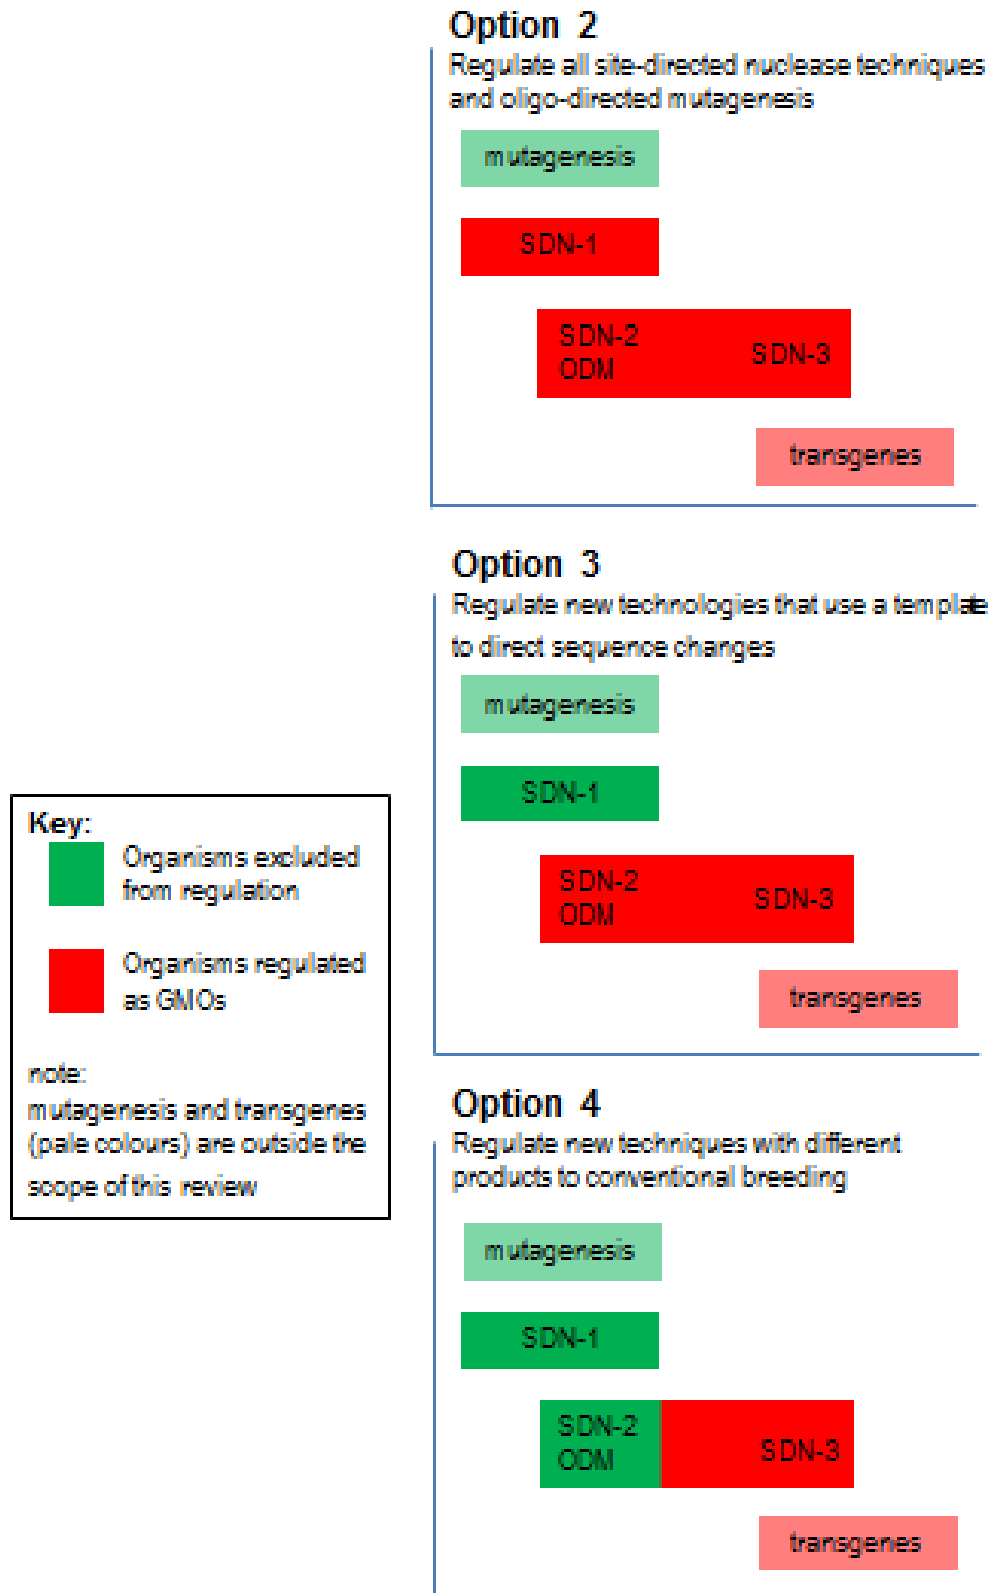 Option 2
Regulate all site-directed nuclease techniques
and oligo-directed mutagenesis
mutagenesis
SDN-1
SDN-2
ODM
SDN-3
transgenes
Option 3
Regulate new technologies that use a template
to direct sequence changes
mutagenesis
SDN-1
SDN-2
ODM
SDN-3
transgenes
Key:
Organisms excluded
from regulation
Organisms regulated
as GMOs
note:
mutagenesis and transgenes
(pale colours) are outside the
scope of this review
Option 4
Regulate new techniques with different
products to conventional breeding
mutagenesis
SDN-1
SDN-2
ODM
SDN-3
transgenes